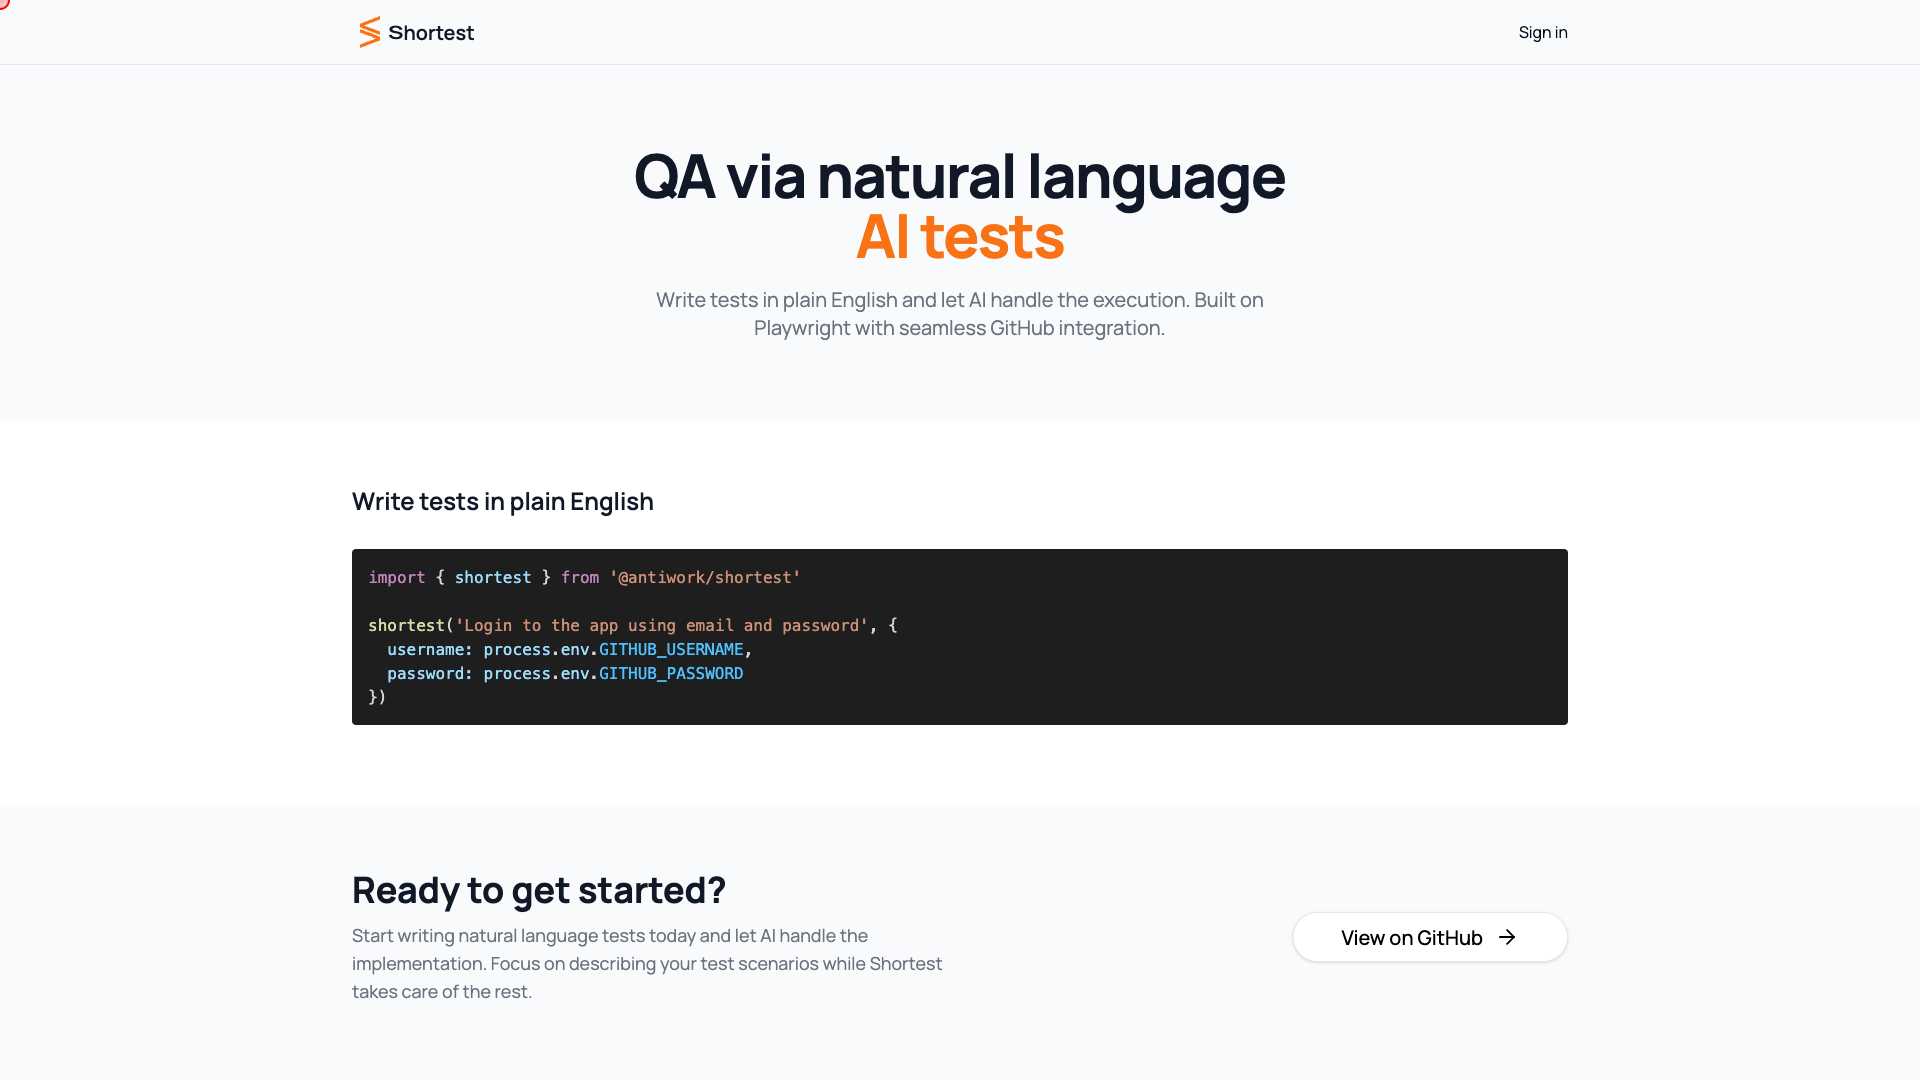 Shortest
Sign in
QA via natural language
AI tests
Write tests in plain English and let AI handle the execution. Built on
Playwright with seamless GitHub integration.
Write tests in plain English
import { shortest } from '@antiwork/shortest'
shortest('Login to the app using email and password', {
  username: process.env.GITHUB_USERNAME,
  password: process.env.GITHUB_PASSWORD
})
Ready to get started?
Start writing natural language tests today and let AI handle the
implementation. Focus on describing your test scenarios while Shortest
takes care of the rest.
View on GitHub